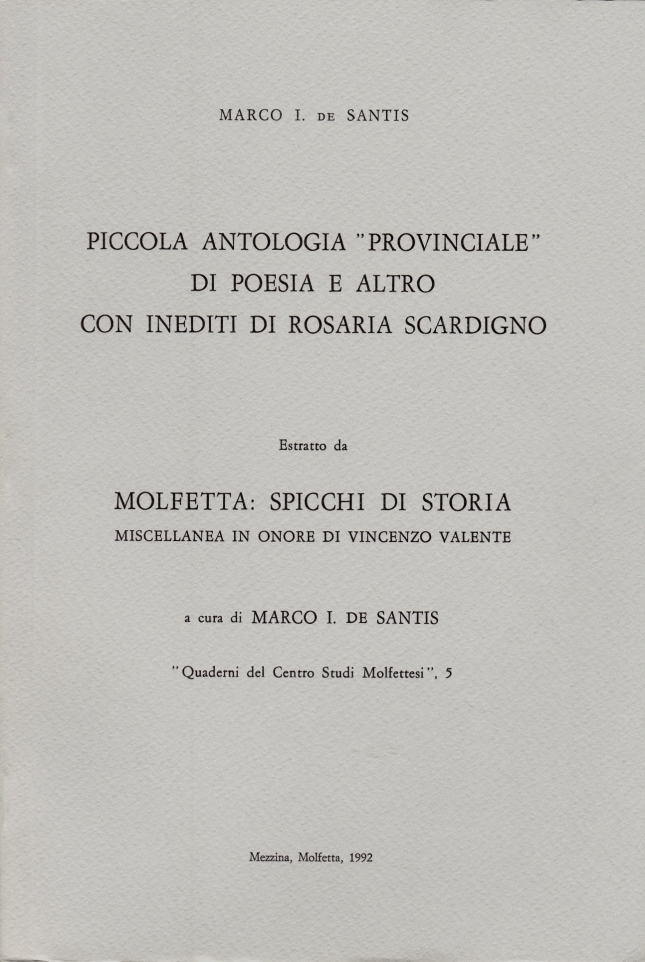 MARCO I. DE SANTIS
PICCOLA ANTOLOGIA "PROVINCIALE"
DI POESIA E ALTRO
CON INEDITI DI ROSARIA SCARDIGNO
Estratto da
MOLFETTA: SPICCHI DI STORIA
MISCELLANEA IN ONORE DI VINCENZO VALENTE
a cura di MARCO I. DE SANTIS
"Quaderni del Centro Studi Molfettesi", 5
Mezzina, Molfetta, 1992